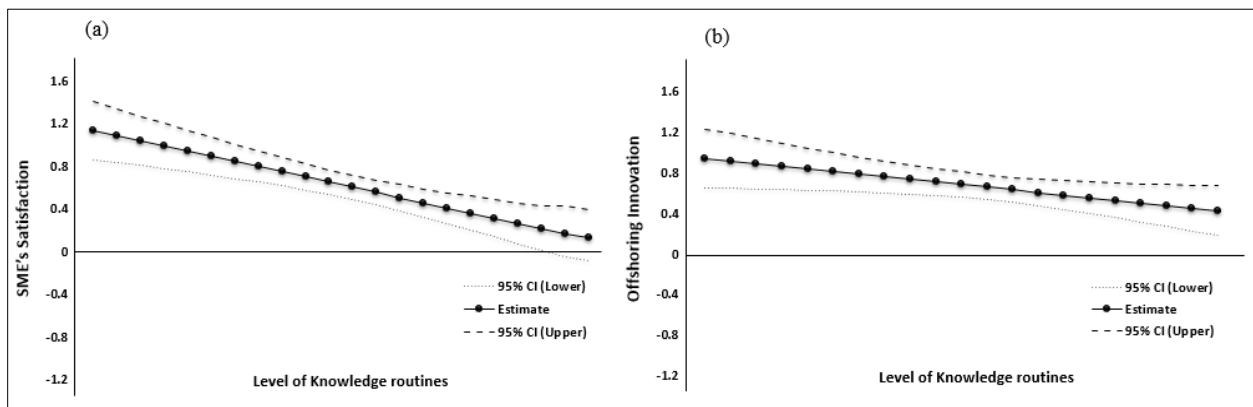 (a)
SME's Satisfaction
1.6
1.2
0.8
0.4
0
-0.4
-0.8
-1.2
95% CI (Lower)
Estimate
95% CI (Upper)
Level of Knowledge routines
(b)
Offshoring Innovation
1.6
1.2
0.8
0.4
0
-0.4
-0.8
-1.2
95% CI (Lower)
Estimate
95% CI (Upper)
Level of Knowledge routines